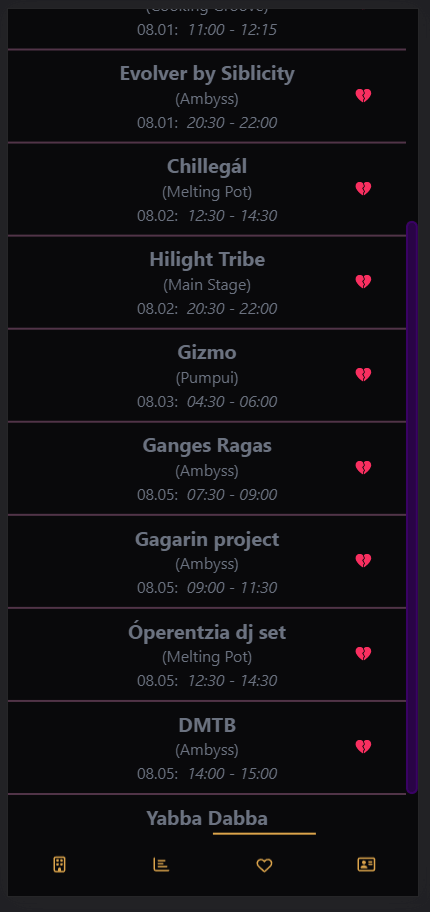 (Cooking Groove)
08.01: 11:00 - 12:15
Evolver by Siblicity
(Ambyss)
08.01: 20:30 - 22:00
Chillegál
(Melting Pot)
08.02: 12:30 - 14:30
Hilight Tribe
(Main Stage)
08.02: 20:30 - 22:00
Gizmo
(Pumpui)
08.03: 04:30 - 06:00
Ganges Ragas
(Ambyss)
08.05: 07:30 - 09:00
Gagarin project
(Ambyss)
08.05: 09:00 - 11:30
Óperentzia dj set
(Melting Pot)
08.05: 12:30 - 14:30
DMTB
(Ambyss)
08.05: 14:00 - 15:00
Yabba Dabba